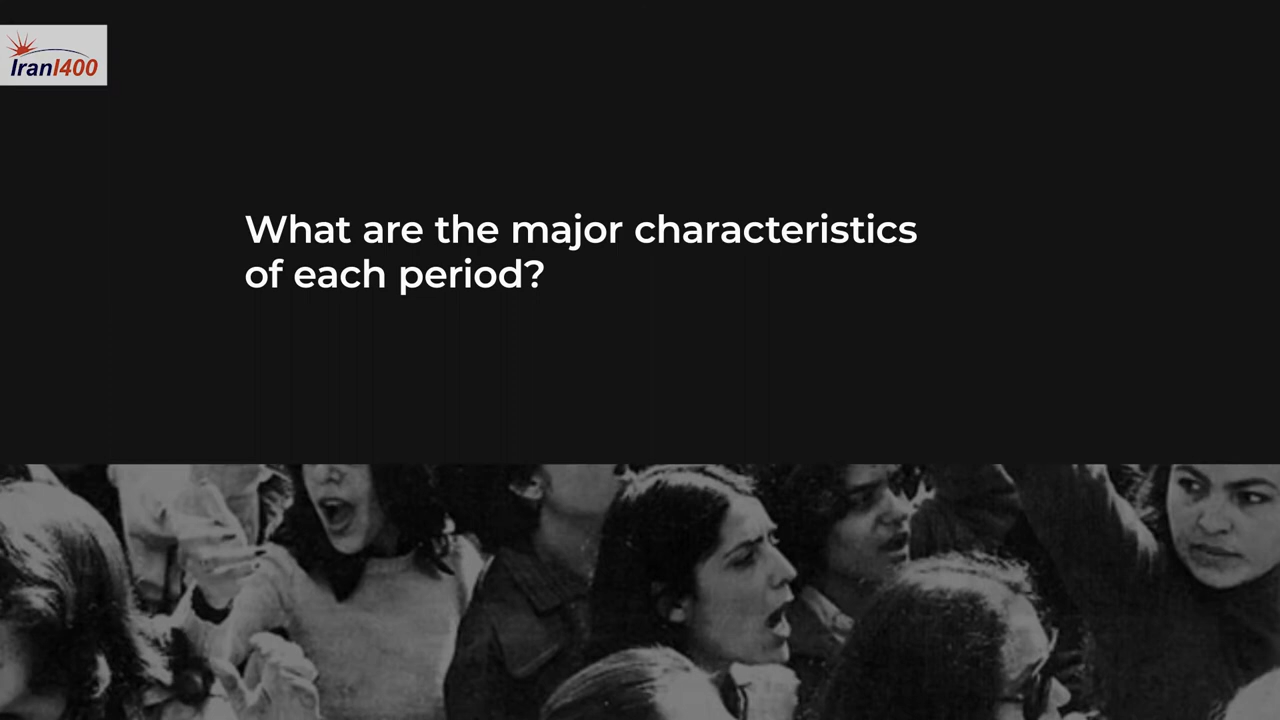 Iran1400
What are the major characteristics
of each period?